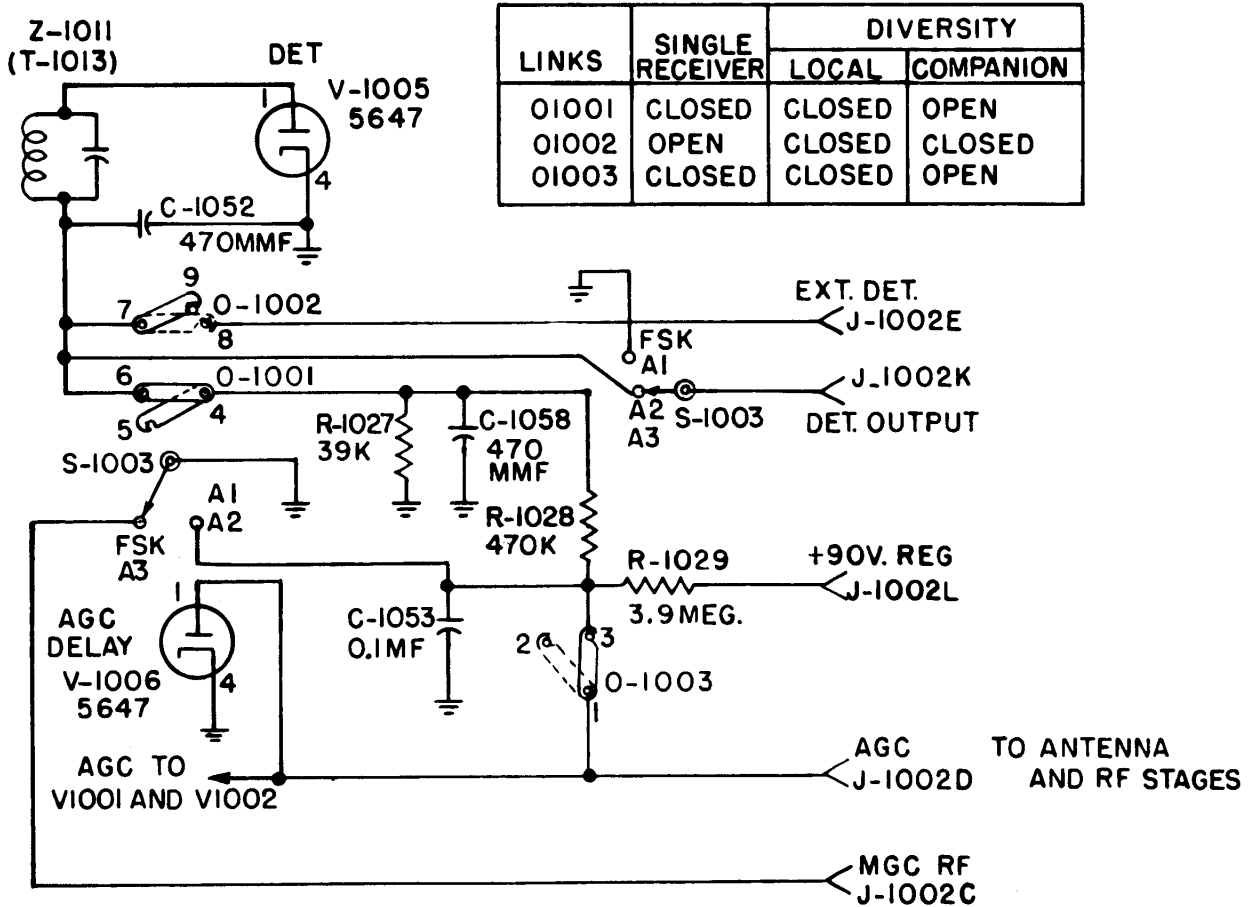 Z-1011
(T-1013)
DET
V-1005
5647
1
4
C-1052
470MMF
LINKS
SINGLE
RECEIVER
DIVERSITY
LOCAL
COMPANION
01001 CLOSED CLOSED OPEN
01002 OPEN CLOSED CLOSED
01003 CLOSED CLOSED OPEN
9
7
O-1002
8
EXT. DET.
J-1002E
FSK
A1
6
O-1001
5
4
A2
A3
S-1003
J-1002K
DET. OUTPUT
R-1027
39K
C-1058
470
MMF
S-1003
A1
A2
FSK
A3
R-1028
470K
R-1029
3.9 MEG.
+90V. REG
J-1002L
1
AGC
DELAY
V-1006
5647
4
C-1053
0.1MF
2
3
O-1003
1
AGC TO
V1001 AND V1002
AGC
J-1002D
TO ANTENNA
AND RF STAGES
MGC RF
J-1002C